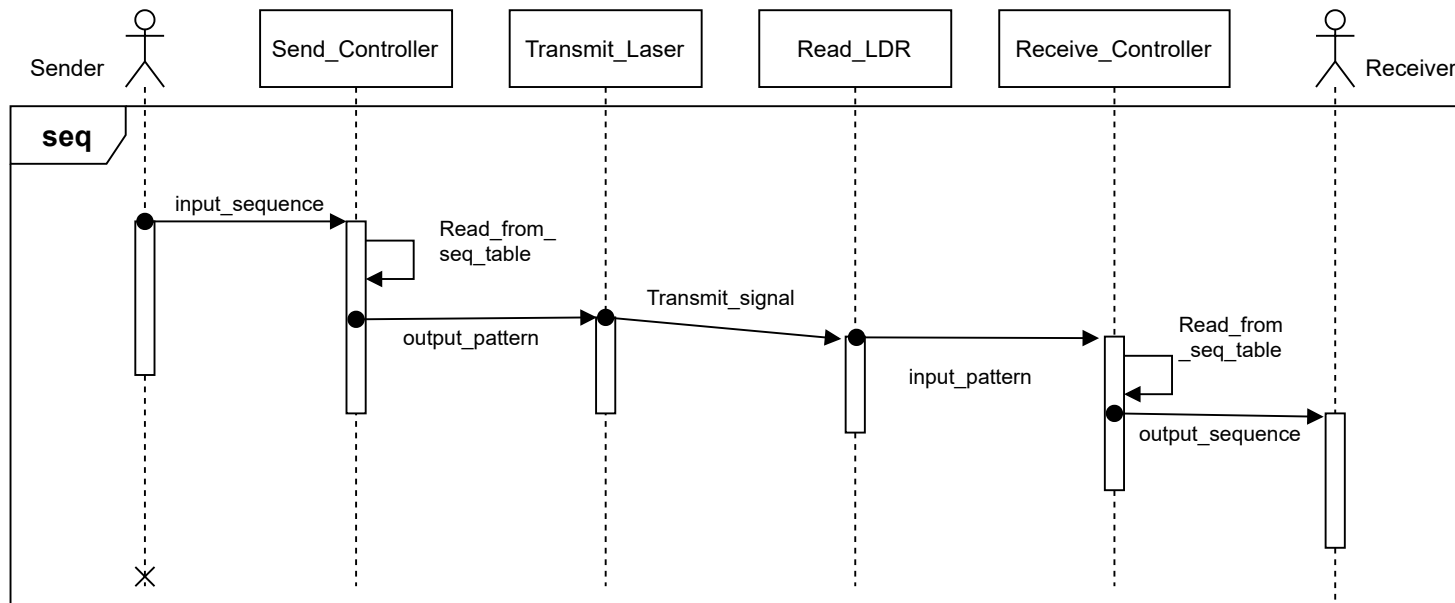 Sender
Send_Controller
Transmit_Laser
Read_LDR
Receive_Controller
Receiver
seq
input_sequence
Read_from_
seq_table
output_pattern
Transmit_signal
input_pattern
Read_from
_seq_table
output_sequence